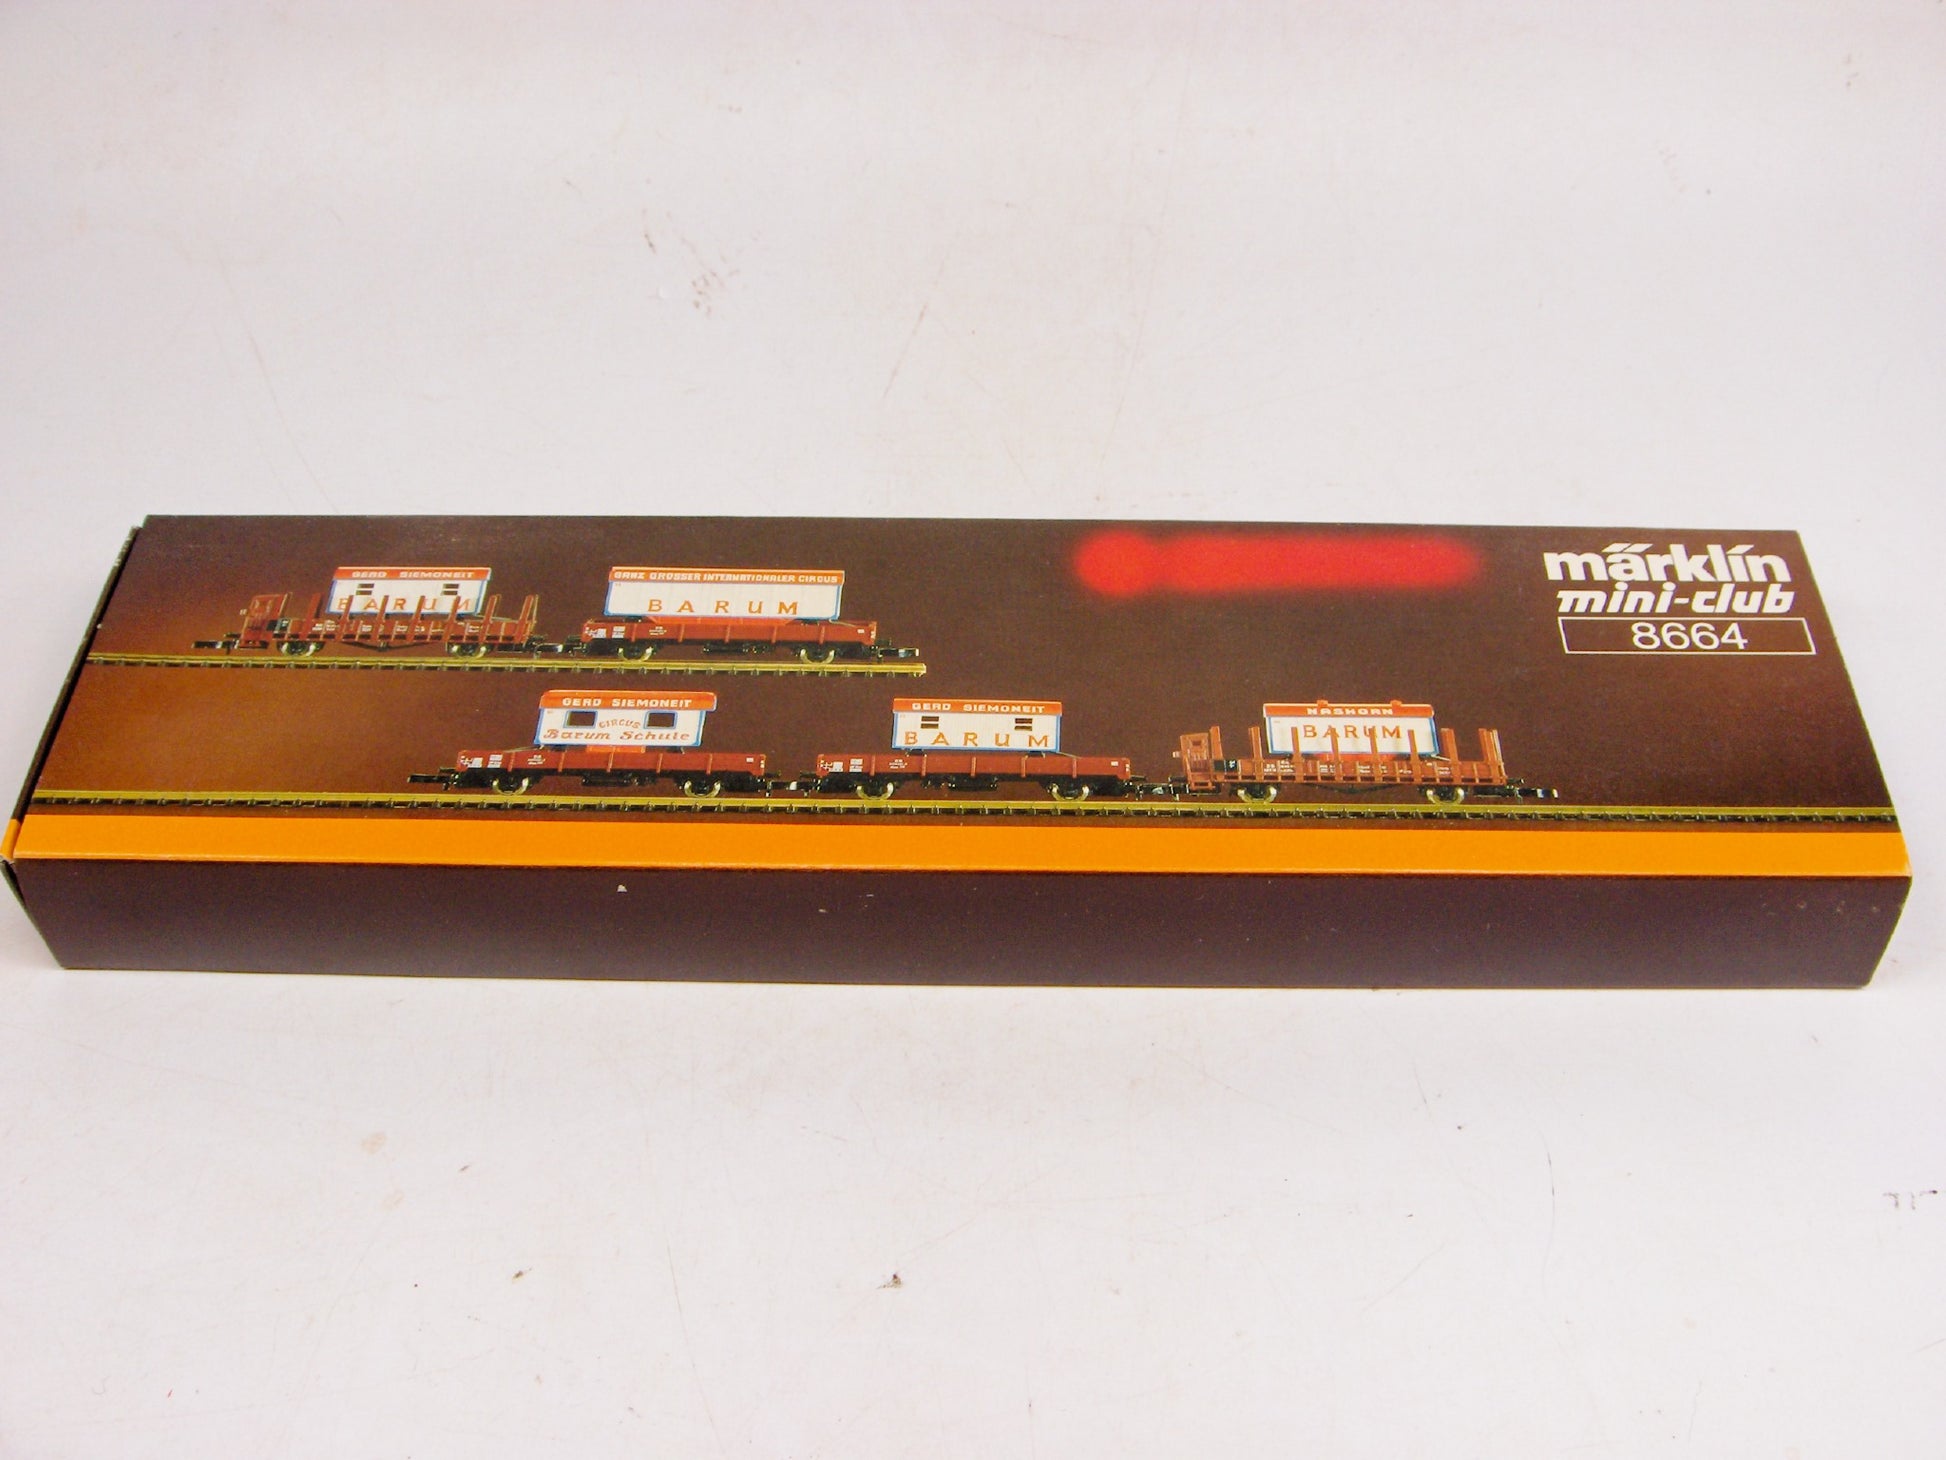 märklin
mini-club
8664
GERD SIEMONEIT
BARUM
GANZ GROSSER INTERNATIONALER CIRCUS
BARUM
GERD SIEMONEIT
CIRCUS
Barum Schule
GERD SIEMONEIT
BARUM
NASHORN
BARUM